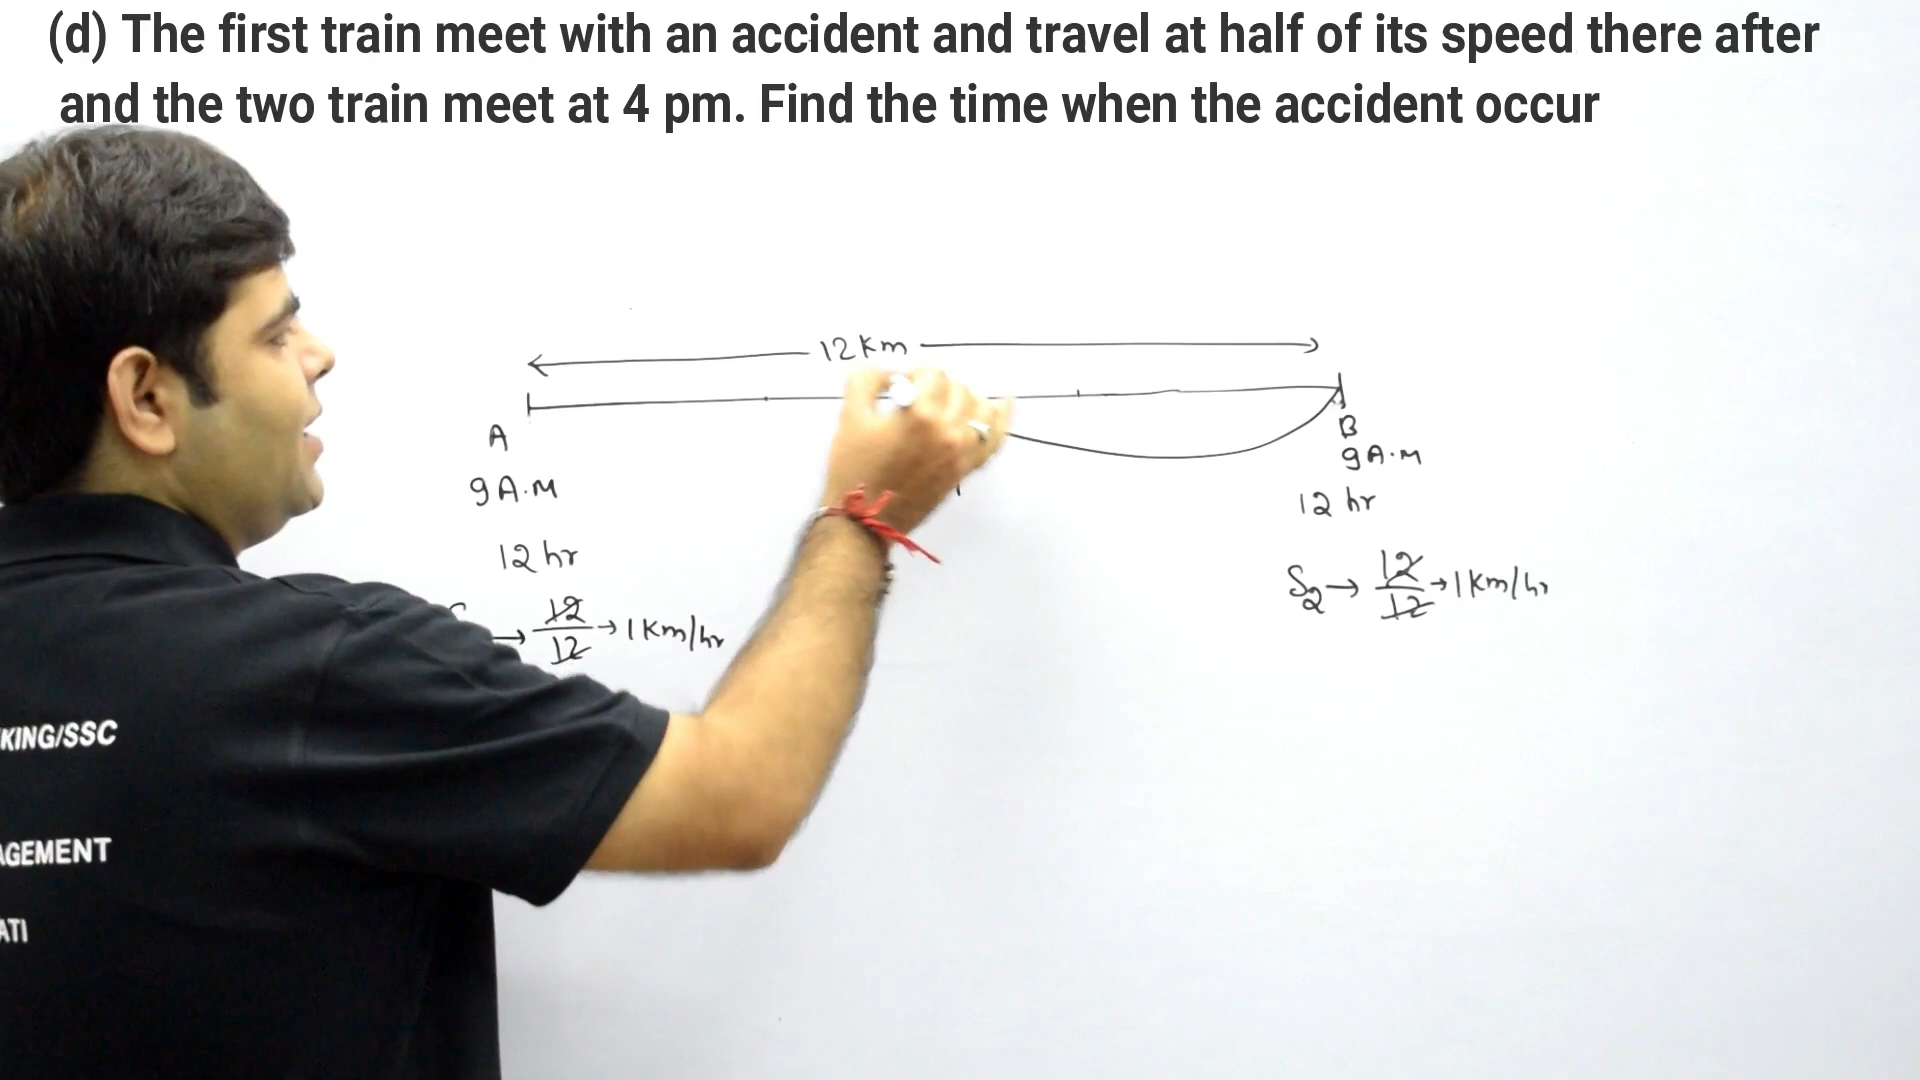 (d) The first train meet with an accident and travel at half of its speed there after
and the two train meet at 4 pm. Find the time when the accident occur
12 Km
A
B
9 A.M
9 A.M
12 hr
12 hr
S2 → 12/12 → 1 Km/hr
→ 12/12 → 1 Km/hr
KING/SSC
AGEMENT
ATI